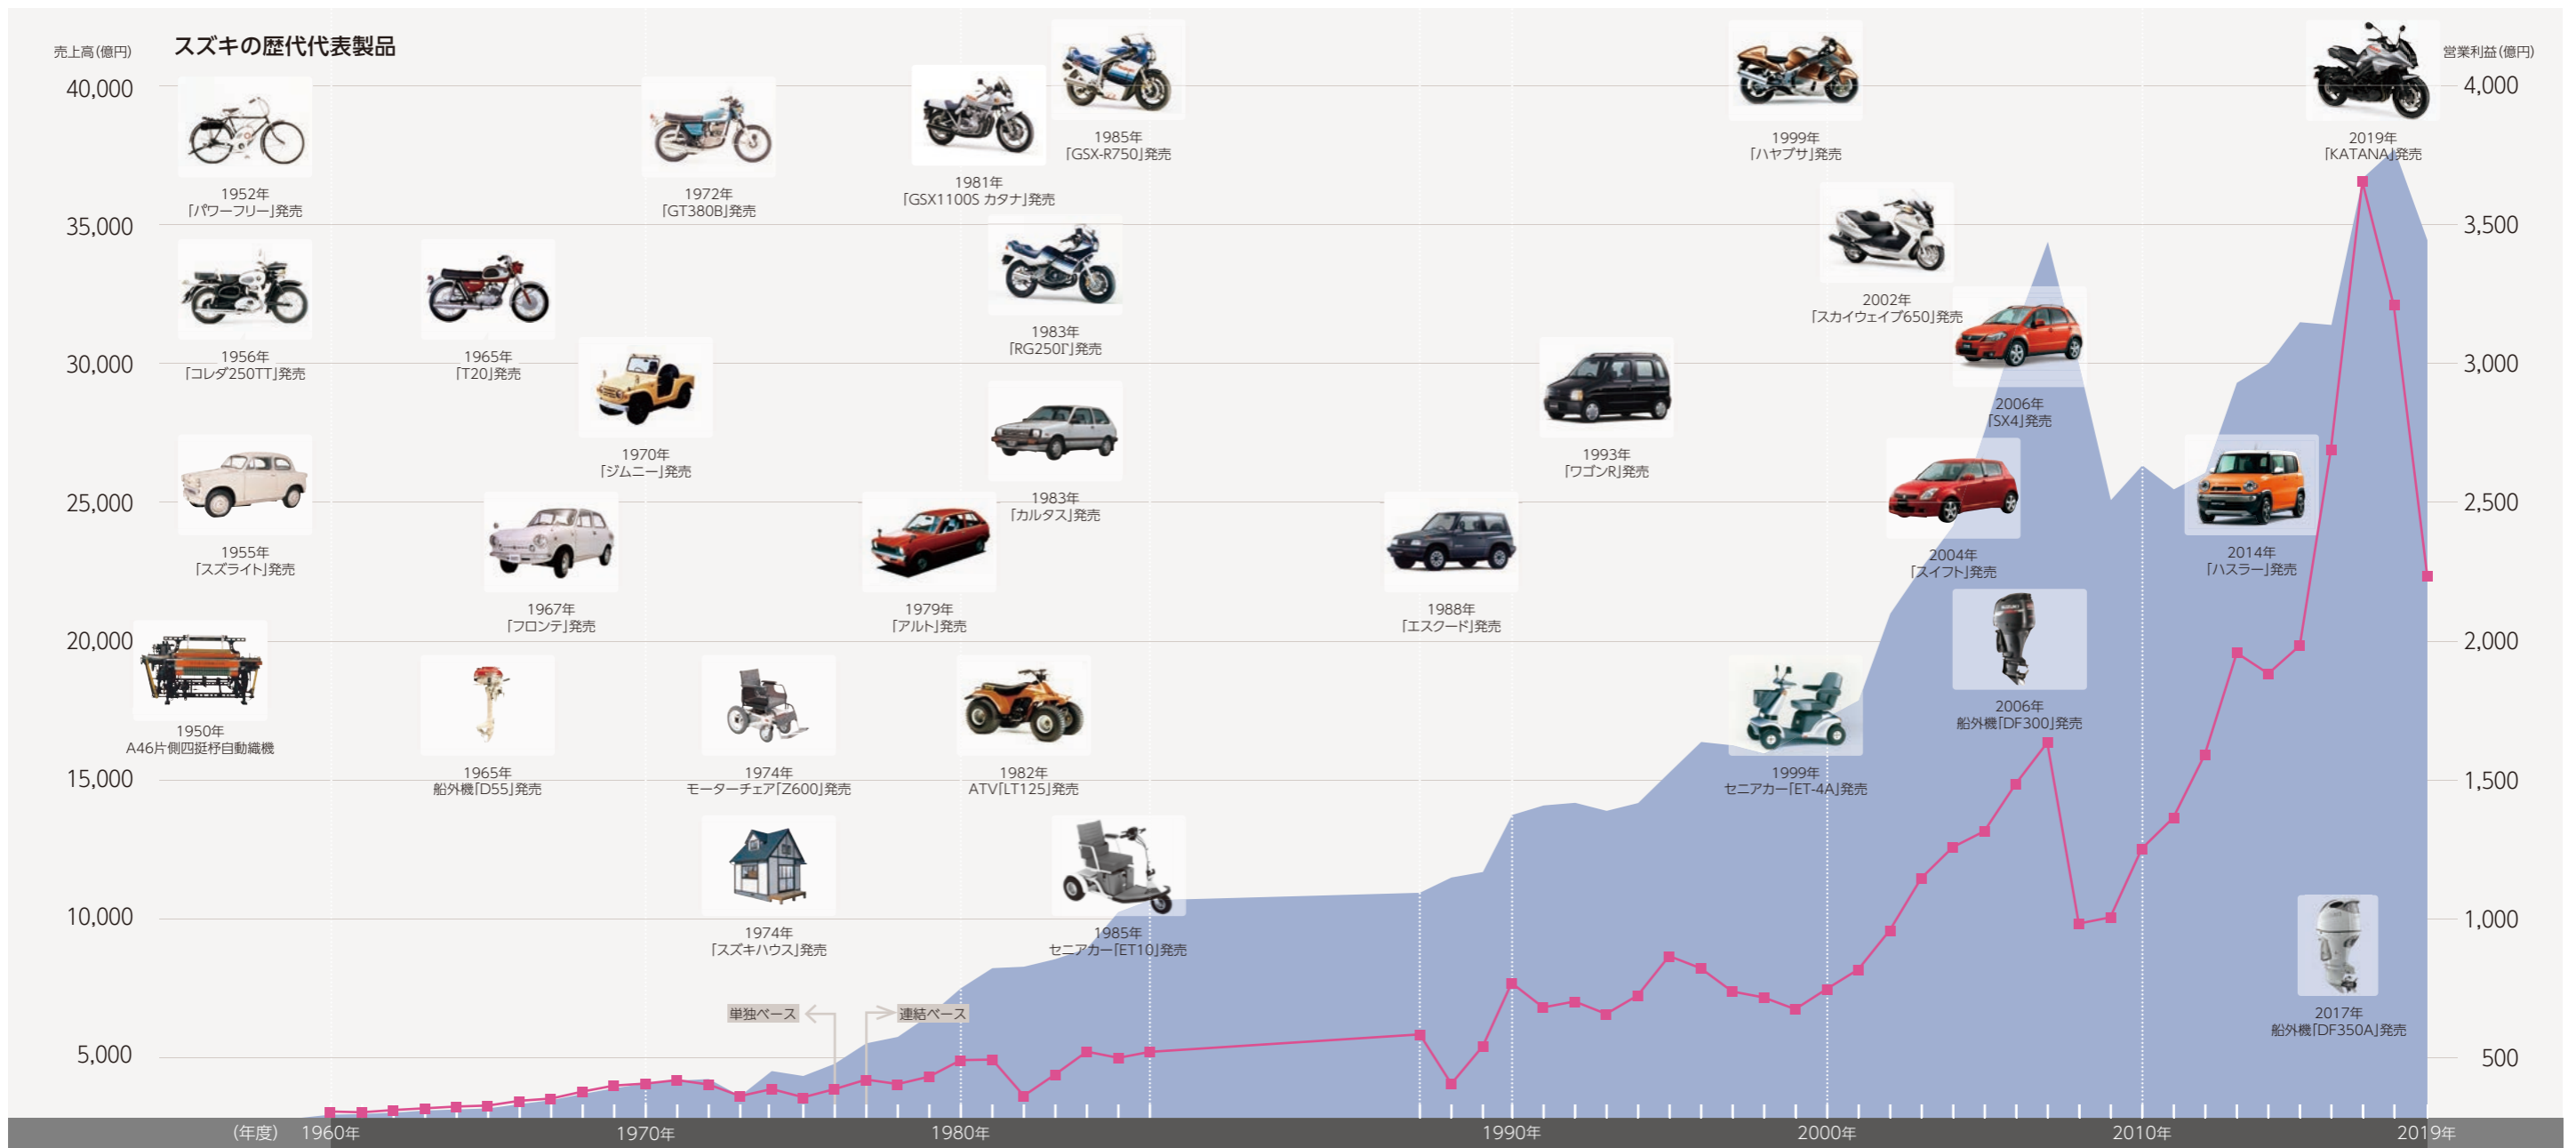 スズキの歴代代表製品
売上高(億円)
営業利益(億円)
40,000
35,000
30,000
25,000
20,000
15,000
10,000
5,000
4,000
3,500
3,000
2,500
2,000
1,500
1,000
500
1952年
「パワーフリー」発売
1972年
「GT380B」発売
1981年
「GSX1100S カタナ」発売
1985年
「GSX-R750」発売
1999年
「ハヤブサ」発売
2019年
「KATANA」発売
1956年
「コレダ250TT」発売
1965年
「T20」発売
1970年
「ジムニー」発売
1983年
「RG250Γ」発売
2002年
「スカイウェイブ650」発売
2006年
「SX4」発売
1955年
「スズライト」発売
1967年
「フロンテ」発売
1979年
「アルト」発売
1983年
「カルタス」発売
1988年
「エスクード」発売
1993年
「ワゴンR」発売
2004年
「スイフト」発売
2014年
「ハスラー」発売
1950年
A46片側四挺杼自動織機
1965年
船外機「D55」発売
1974年
モーターチェア「Z600」発売
1982年
ATV「LT125」発売
1999年
セニアカー「ET-4A」発売
2006年
船外機「DF300」発売
1974年
「スズキハウス」発売
1985年
セニアカー「ET10」発売
2017年
船外機「DF350A」発売
単独ベース
連結ベース
(年度)
1960年
1970年
1980年
1990年
2000年
2010年
2019年